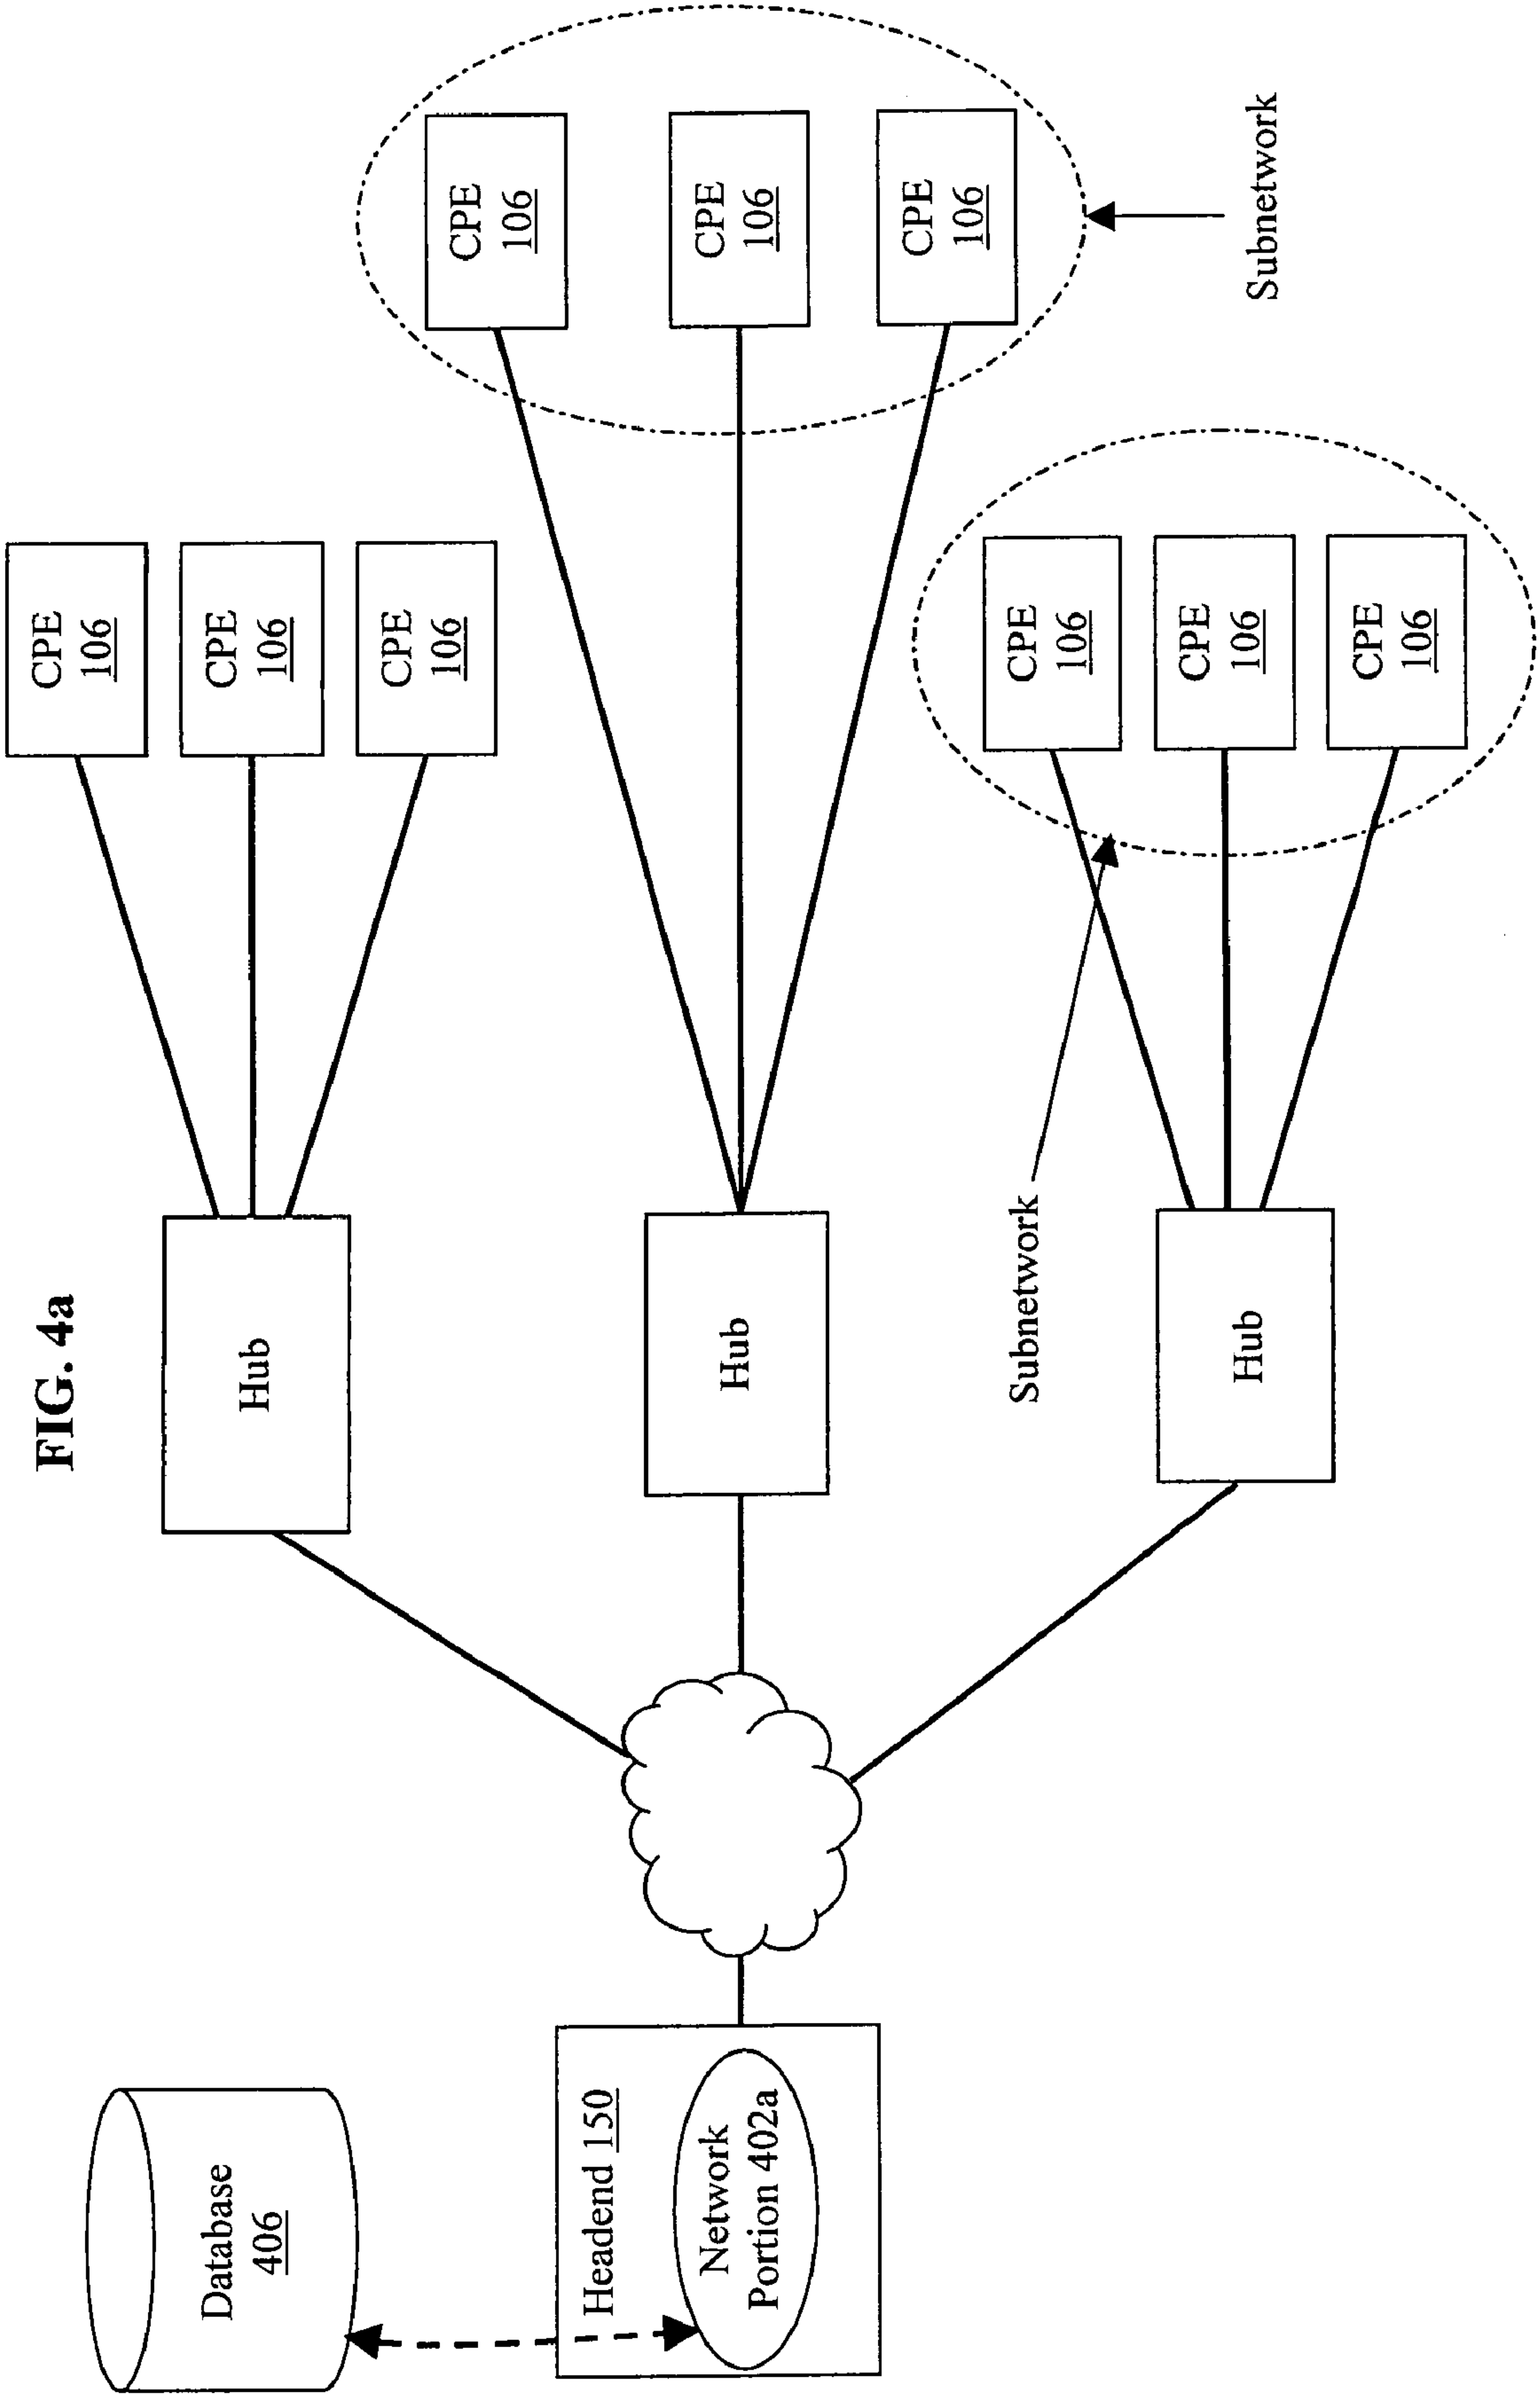 FIG. 4a
Database
406
Headend 150
Network
Portion 402a
Hub
CPE
106
CPE
106
CPE
106
Hub
CPE
106
CPE
106
CPE
106
Subnetwork
Subnetwork
Hub
CPE
106
CPE
106
CPE
106